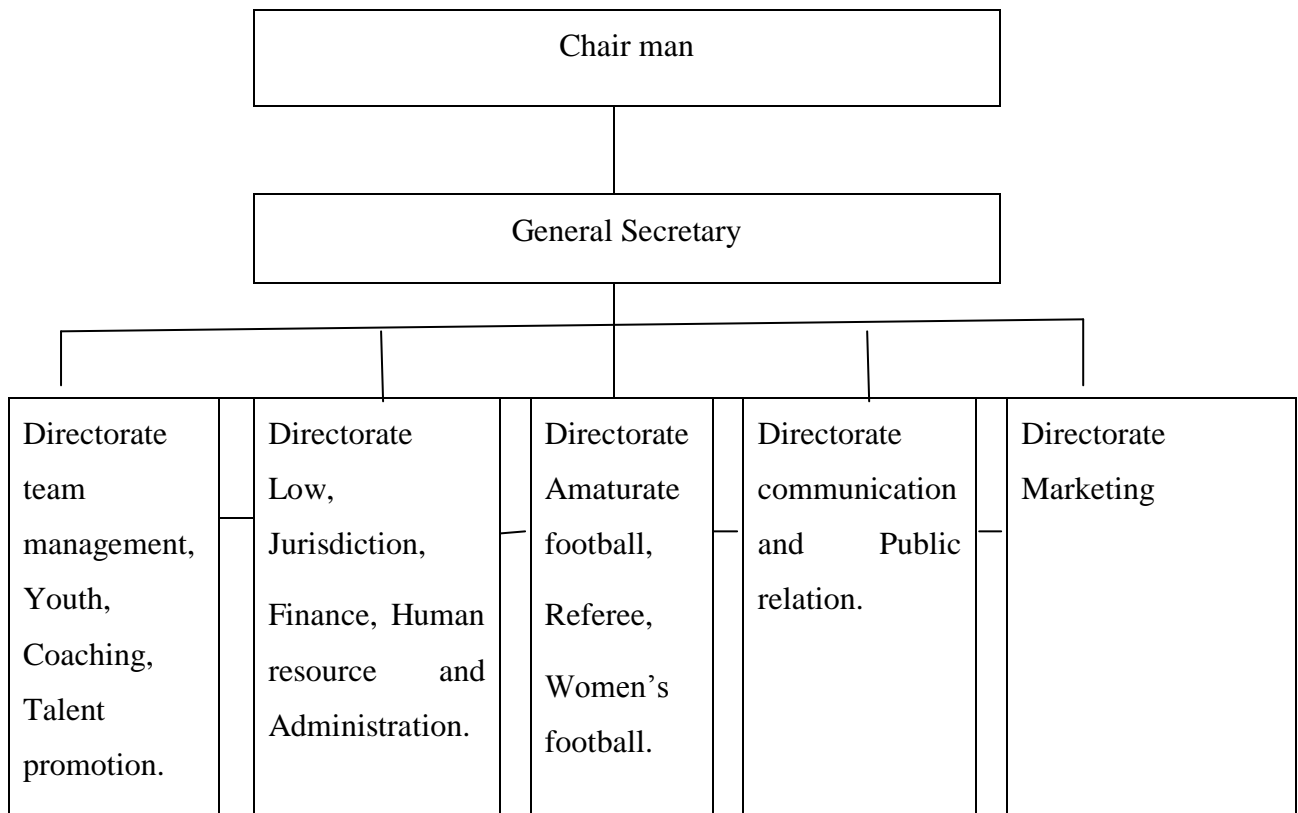 Chair man
General Secretary
Directorate
team
management,
Youth,
Coaching,
Talent
promotion.
Directorate
Low,
Jurisdiction,
Finance, Human
resource and
Administration.
Directorate
Amaturate
football,
Referee,
Women’s
football.
Directorate
communication
and Public
relation.
Directorate
Marketing